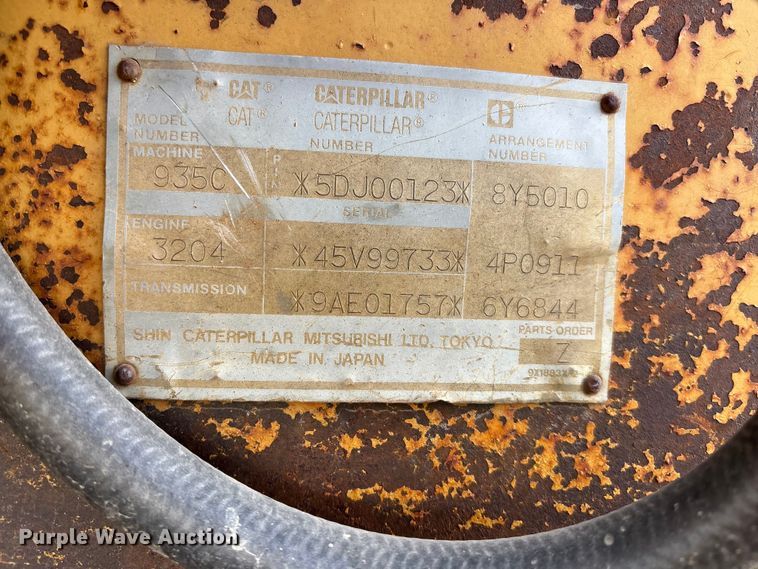 CAT® CATERPILLAR®
CAT® CATERPILLAR®
MODEL NUMBER NUMBER ARRANGEMENT NUMBER
MACHINE
935C *5DJ00123* 8Y5010
SERIAL
ENGINE
3204 *45V99733* 4P0911
TRANSMISSION
*9AE01757* 6Y6844
SHIN CATERPILLAR MITSUBISHI LTD, TOKYO PARTS ORDER
MADE IN JAPAN Z
Purple Wave Auction